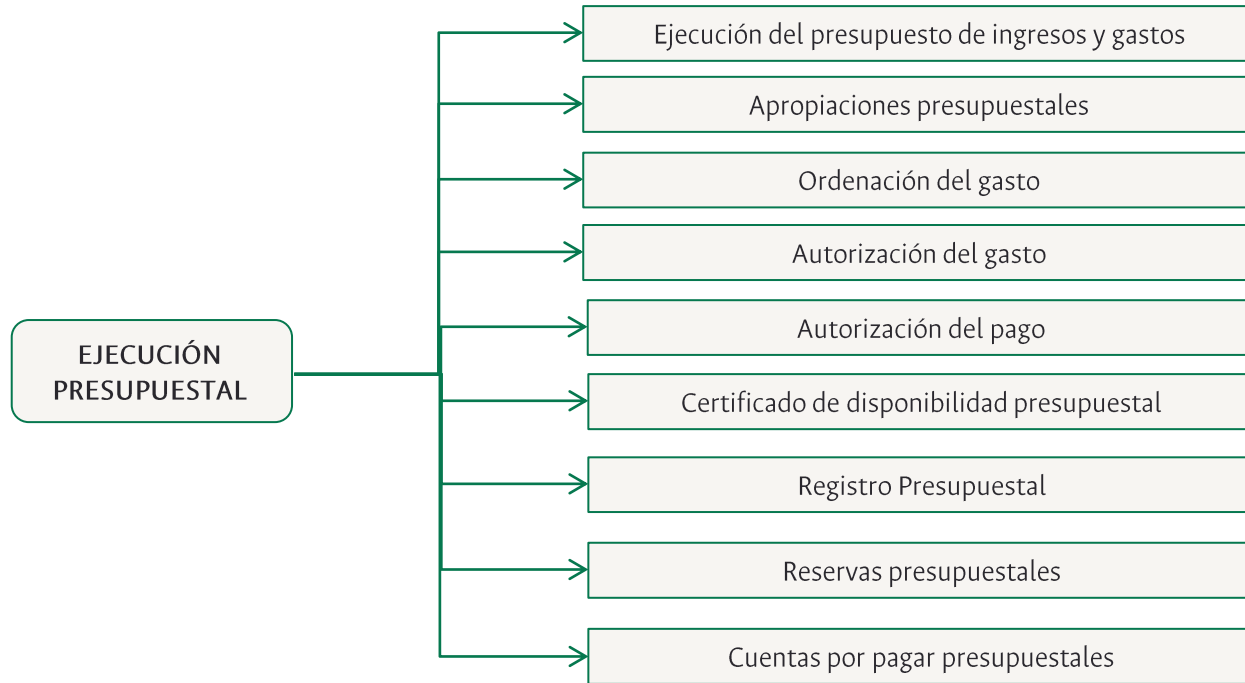 Ejecución del presupuesto de ingresos y gastos
Apropiaciones presupuestales
Ordenación del gasto
Autorización del gasto
Autorización del pago
EJECUCIÓN
PRESUPUESTAL
Certificado de disponibilidad presupuestal
Registro Presupuestal
Reservas presupuestales
Cuentas por pagar presupuestales